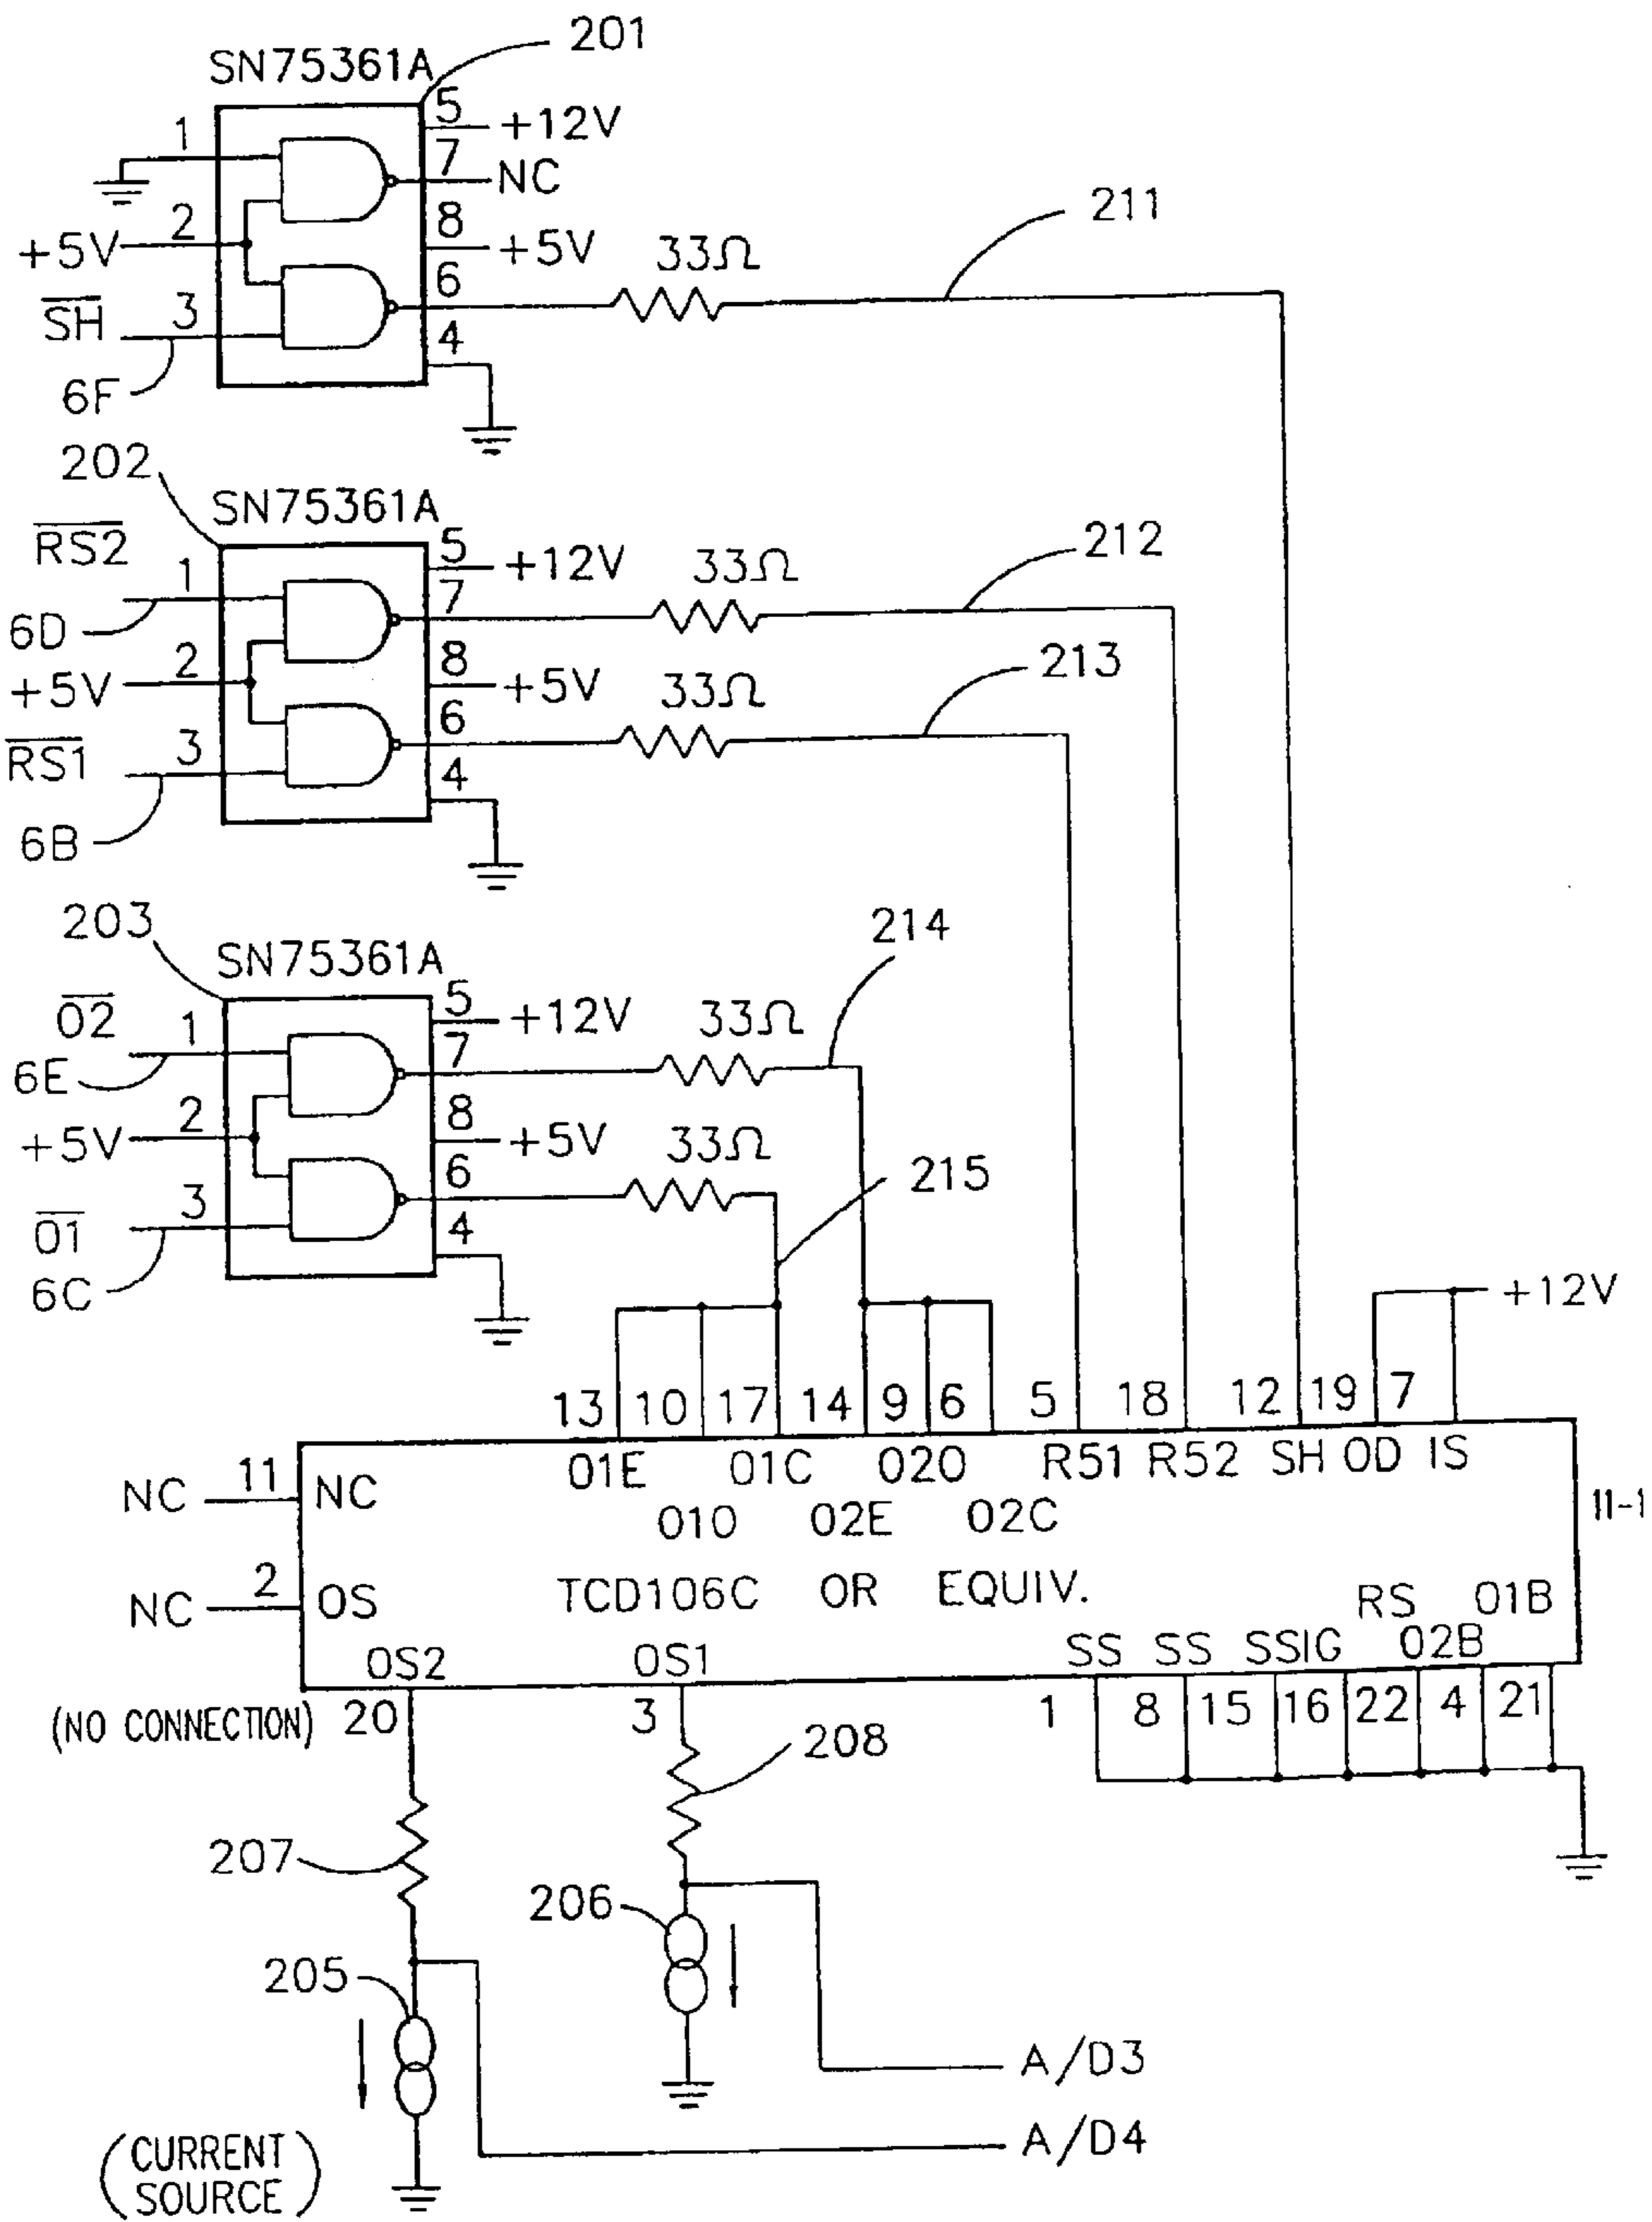 201
SN75361A
1
5
+12V
7
NC
2
8
+5V
+5V
6
33Ω
211
SH
3
4
6F
202
SN75361A
RS2
1
5
+12V
7
33Ω
212
6D
2
8
+5V
+5V
6
33Ω
213
RS1
3
4
6B
203
SN75361A
214
O2
1
5
+12V
7
33Ω
6E
2
8
+5V
+5V
6
33Ω
215
O1
3
4
6C
+12V
13 10 17 14 9 6 5 18 12 19 7
O1E O1C O2O R51 R52 SH OD IS
O1O O2E O2C
NC 11 NC
11-1
NC 2 OS
TCD106C OR EQUIV.
RS O1B
SS SS SSIG O2B
OS2 OS1
(NO CONNECTION) 20 3 1 8 15 16 22 4 21
208
207
206
205
A/D3
A/D4
(CURRENT
SOURCE)